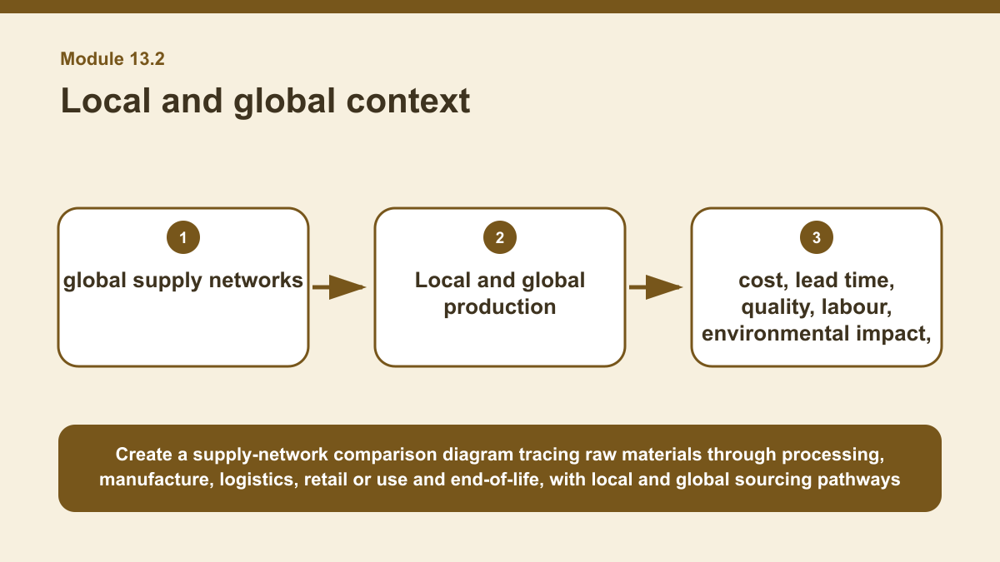 Module 13.2
Local and global context
1
global supply networks
2
Local and global
production
3
cost, lead time,
quality, labour,
environmental impact,
Create a supply-network comparison diagram tracing raw materials through processing,
manufacture, logistics, retail or use and end-of-life, with local and global sourcing pathways